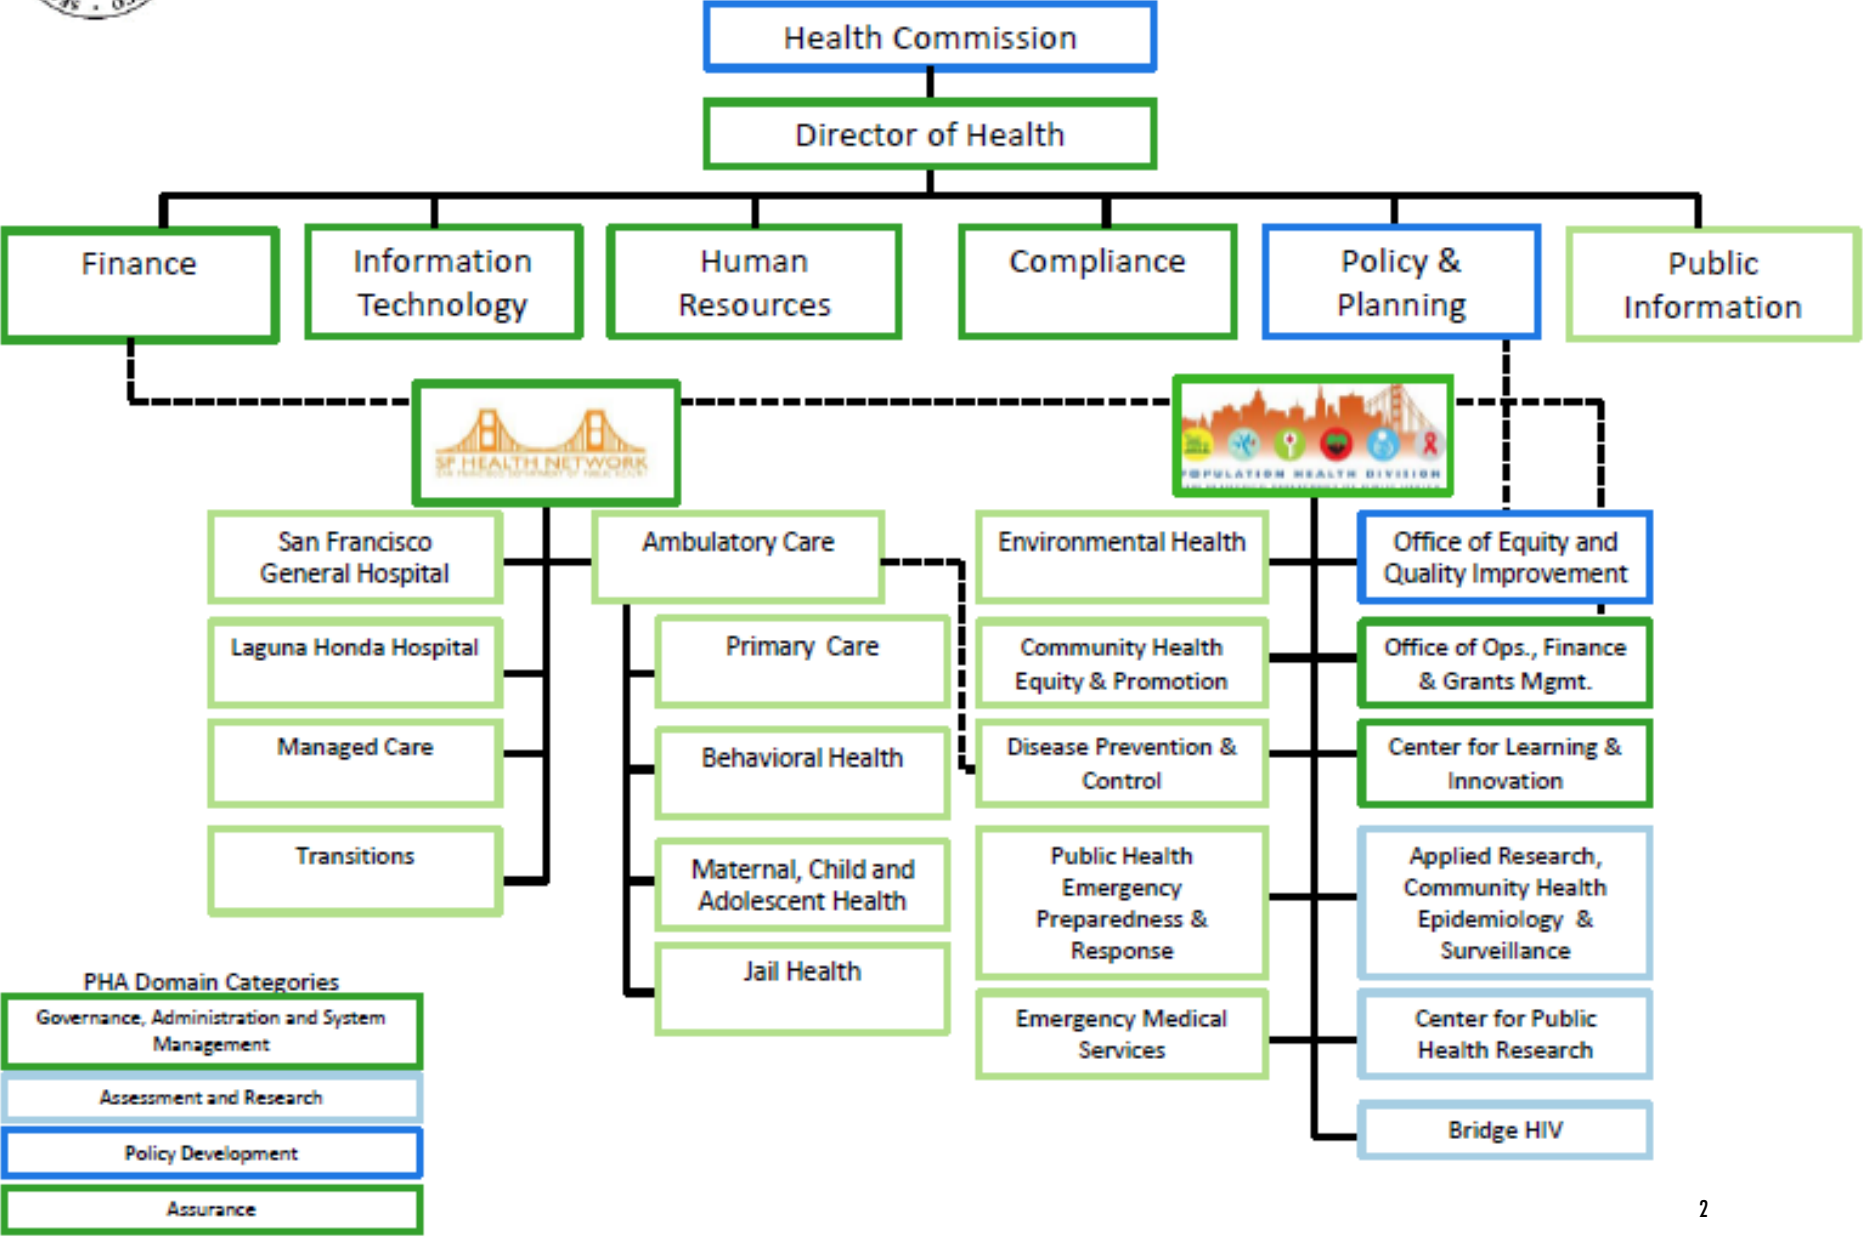 Health Commission
Director of Health
Finance
Information
Technology
Human
Resources
Compliance
Policy &
Planning
Public
Information
SF HEALTH NETWORK
POPULATION HEALTH DIVISION
San Francisco
General Hospital
Laguna Honda Hospital
Managed Care
Transitions
Ambulatory Care
Primary Care
Behavioral Health
Maternal, Child and
Adolescent Health
Jail Health
Environmental Health
Community Health
Equity & Promotion
Disease Prevention &
Control
Public Health
Emergency
Preparedness &
Response
Emergency Medical
Services
Office of Equity and
Quality Improvement
Office of Ops., Finance
& Grants Mgmt.
Center for Learning &
Innovation
Applied Research,
Community Health
Epidemiology &
Surveillance
Center for Public
Health Research
Bridge HIV
PHA Domain Categories
Governance, Administration and System
Management
Assessment and Research
Policy Development
Assurance
2